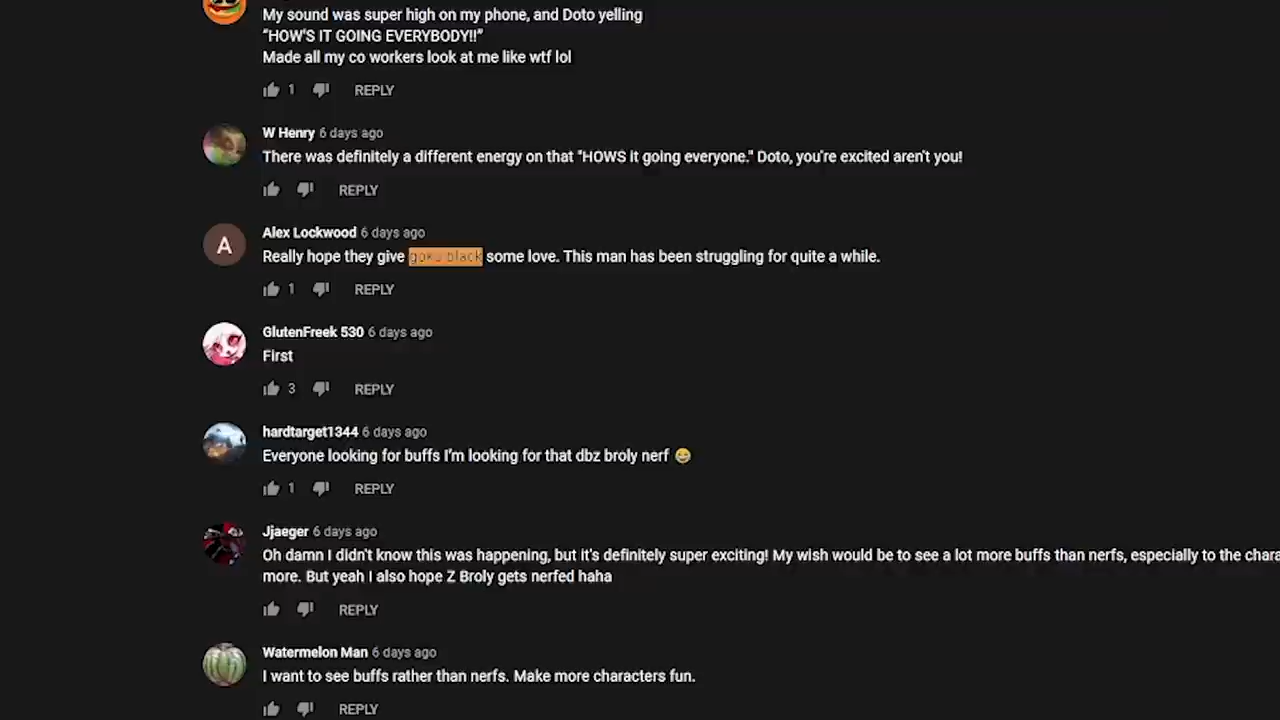 My sound was super high on my phone, and Doto yelling
"HOW'S IT GOING EVERYBODY!!"
Made all my co workers look at me like wtf lol
1 REPLY
W Henry 6 days ago
There was definitely a different energy on that "HOWS it going everyone." Doto, you're excited aren't you!
REPLY
A
Alex Lockwood 6 days ago
Really hope they give goku black some love. This man has been struggling for quite a while.
1 REPLY
GlutenFreek 530 6 days ago
First
3 REPLY
hardtarget1344 6 days ago
Everyone looking for buffs I'm looking for that dbz broly nerf 😂
1 REPLY
Jjaeger 6 days ago
Oh damn I didn't know this was happening, but it's definitely super exciting! My wish would be to see a lot more buffs than nerfs, especially to the chara
more. But yeah I also hope Z Broly gets nerfed haha
REPLY
Watermelon Man 6 days ago
I want to see buffs rather than nerfs. Make more characters fun.
REPLY